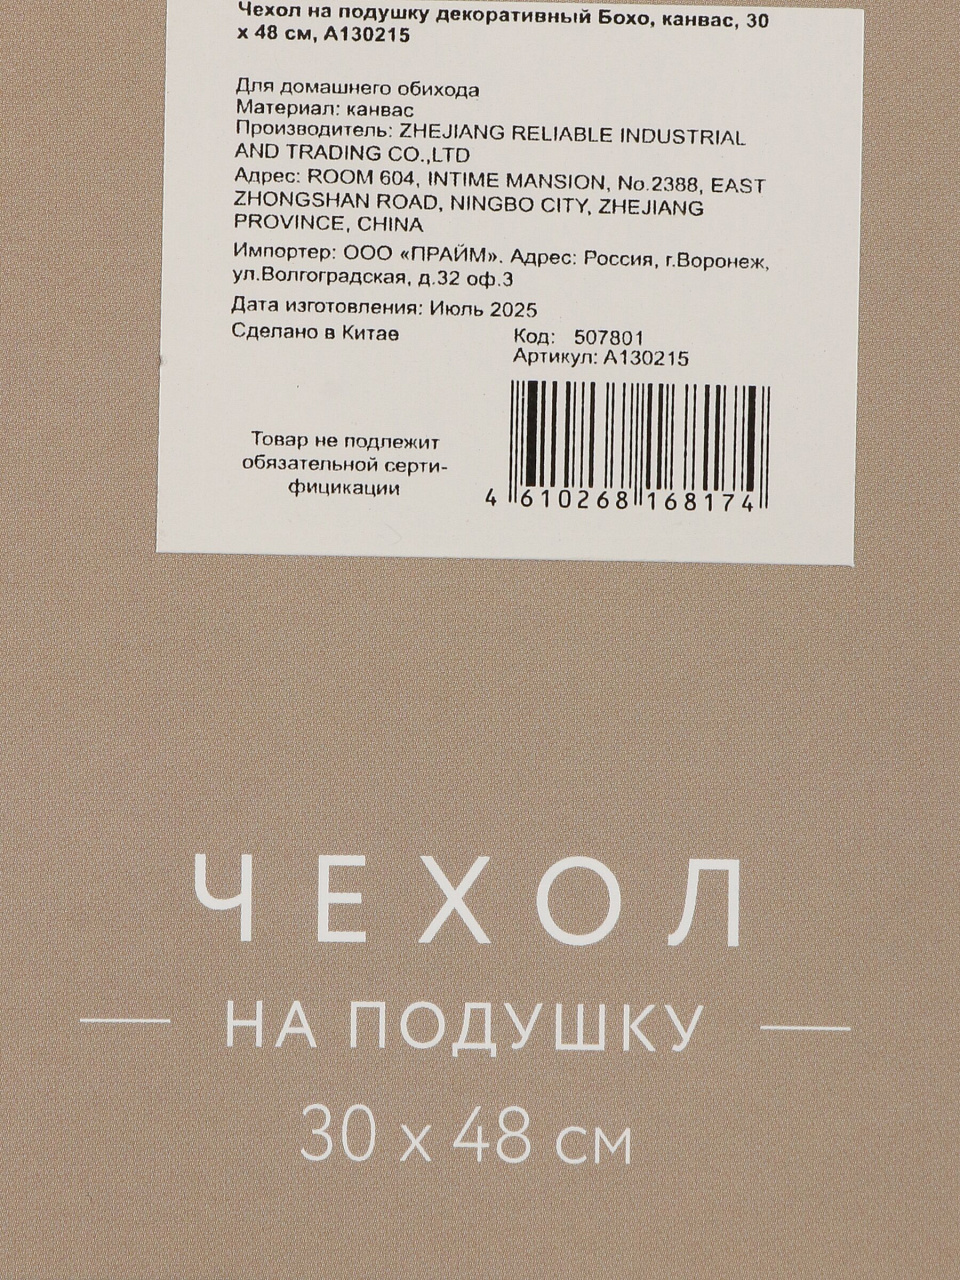 Чехол на подушку декоративный Бохо, канвас, 30
х 48 см, А130215
Для домашнего обихода
Материал: канвас
Производитель: ZHEJIANG RELIABLE INDUSTRIAL
AND TRADING CO.,LTD
Адрес: ROOM 604, INTIME MANSION, No.2388, EAST
ZHONGSHAN ROAD, NINGBO CITY, ZHEJIANG
PROVINCE, CHINA
Импортер: ООО «ПРАЙМ». Адрес: Россия, г.Воронеж,
ул.Волгоградская, д.32 оф.3
Дата изготовления: Июль 2025
Сделано в Китае
Код: 507801
Артикул: А130215
Товар не подлежит
обязательной серти-
фицикации
4 610268 168174
ЧЕХОЛ
НА ПОДУШКУ
30 х 48 см